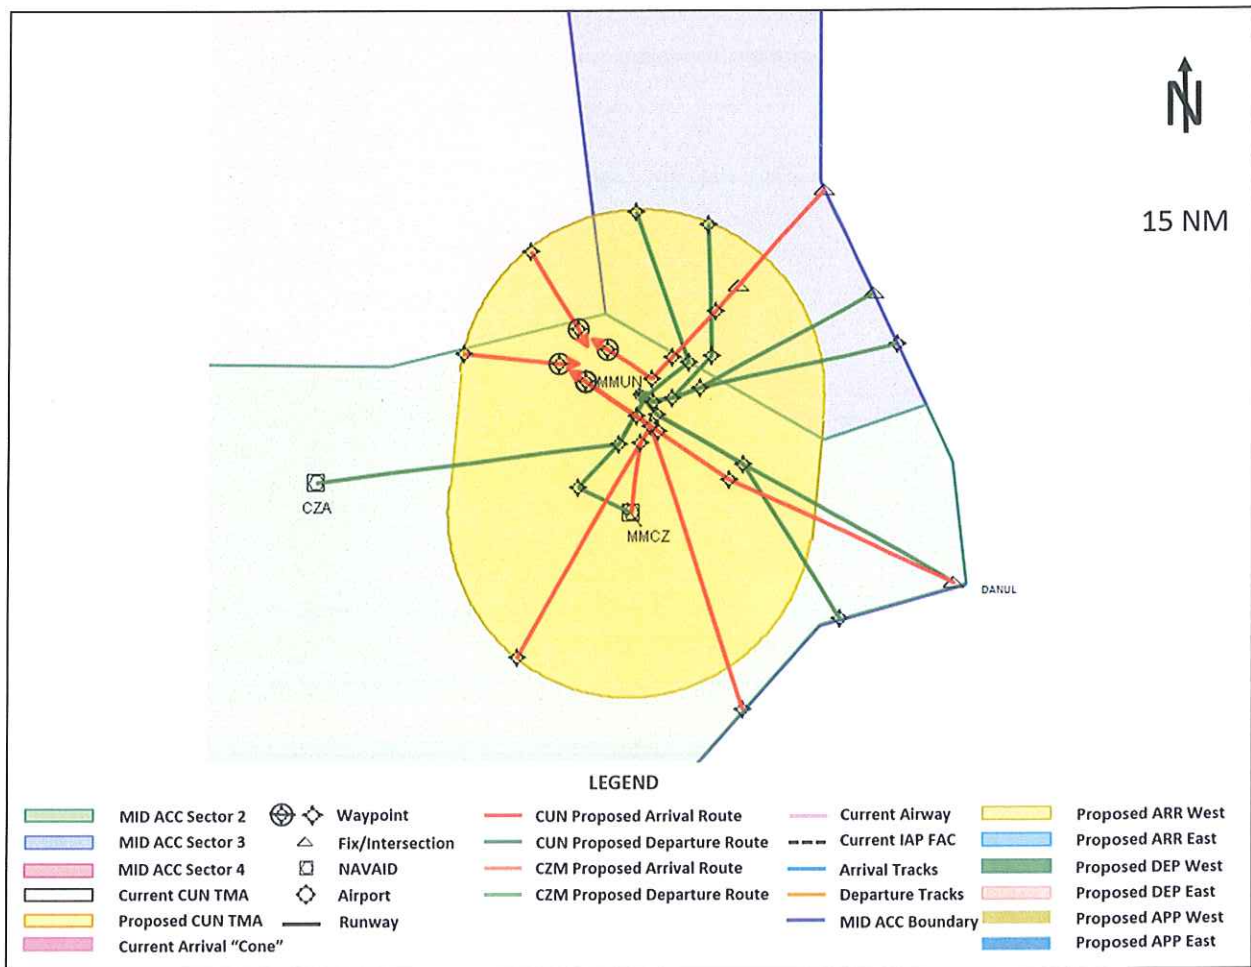 N
15 NM
MMUN
CZA
MMCZ
DANUL
LEGEND
MID ACC Sector 2
MID ACC Sector 3
MID ACC Sector 4
Current CUN TMA
Proposed CUN TMA
Current Arrival "Cone"
Waypoint
Fix/Intersection
NAVAID
Airport
Runway
CUN Proposed Arrival Route
CUN Proposed Departure Route
CZM Proposed Arrival Route
CZM Proposed Departure Route
Current Airway
Current IAP FAC
Arrival Tracks
Departure Tracks
MID ACC Boundary
Proposed ARR West
Proposed ARR East
Proposed DEP West
Proposed DEP East
Proposed APP West
Proposed APP East